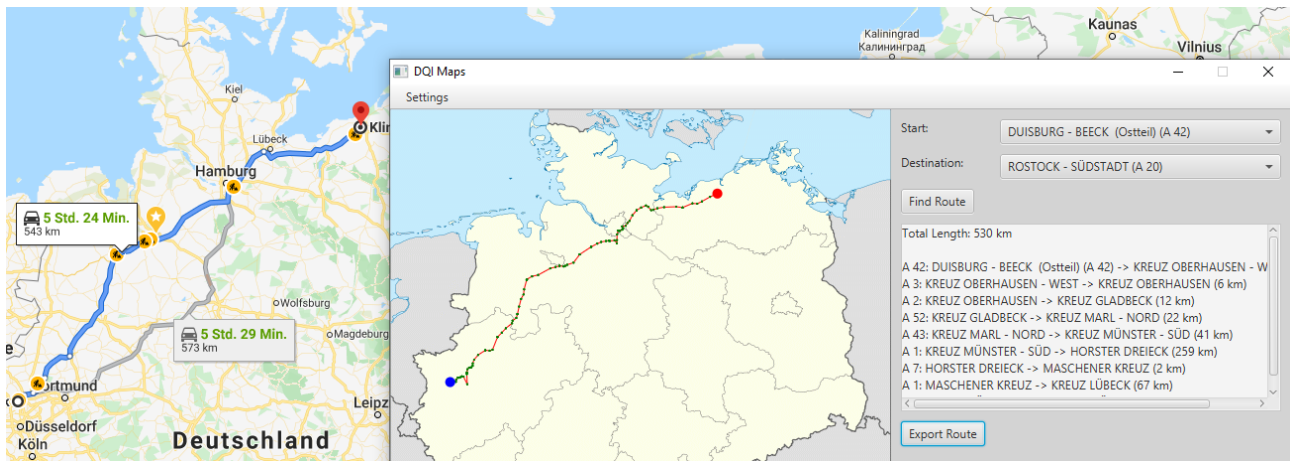 Kaliningrad
Калининград
Kaunas
Vilnius
Kiel
Lübeck
Hamburg
5 Std. 24 Min.
543 km
Wolfsburg
5 Std. 29 Min.
573 km
Magdeburg
Düsseldorf
Köln
Deutschland
DQI Maps
Settings
Start:
DUISBURG - BEECK (Ostteil) (A 42)
Destination:
ROSTOCK - SÜDSTADT (A 20)
Find Route
Total Length: 530 km
A 42: DUISBURG - BEECK (Ostteil) (A 42) -> KREUZ OBERHAUSEN - W
A 3: KREUZ OBERHAUSEN - WEST -> KREUZ OBERHAUSEN (6 km)
A 2: KREUZ OBERHAUSEN -> KREUZ GLADBECK (12 km)
A 52: KREUZ GLADBECK -> KREUZ MARL - NORD (22 km)
A 43: KREUZ MARL - NORD -> KREUZ MÜNSTER - SÜD (41 km)
A 1: KREUZ MÜNSTER - SÜD -> HORSTER DREIECK (259 km)
A 7: HORSTER DREIECK -> MASCHENER KREUZ (2 km)
A 1: MASCHENER KREUZ -> KREUZ LÜBECK (67 km)
Export Route